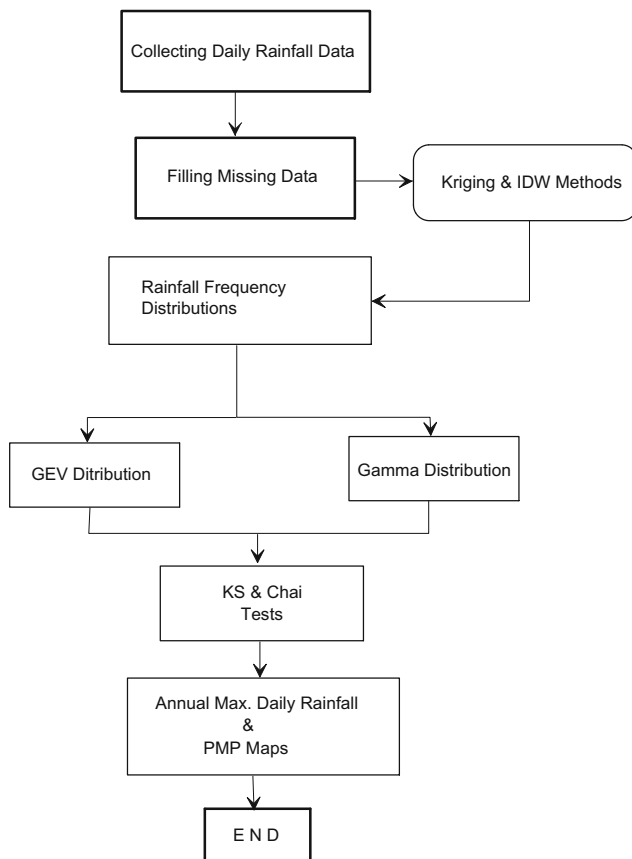 Collecting Daily Rainfall Data
Filling Missing Data
Kriging & IDW Methods
Rainfall Frequency
Distributions
GEV Ditribution
Gamma Distribution
KS & Chai
Tests
Annual Max. Daily Rainfall
&
PMP Maps
E N D